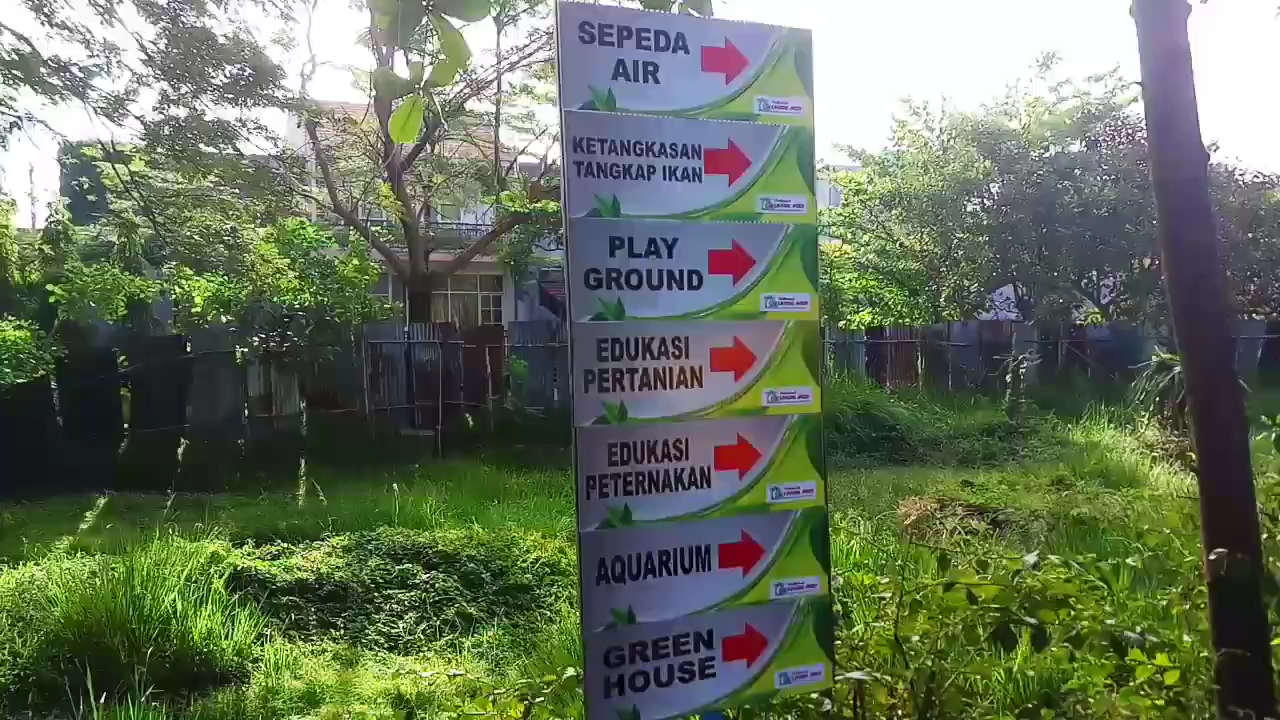 SEPEDA
AIR
KETANGKASAN
TANGKAP IKAN
PLAY
GROUND
EDUKASI
PERTANIAN
EDUKASI
PETERNAKAN
AQUARIUM
GREEN
HOUSE